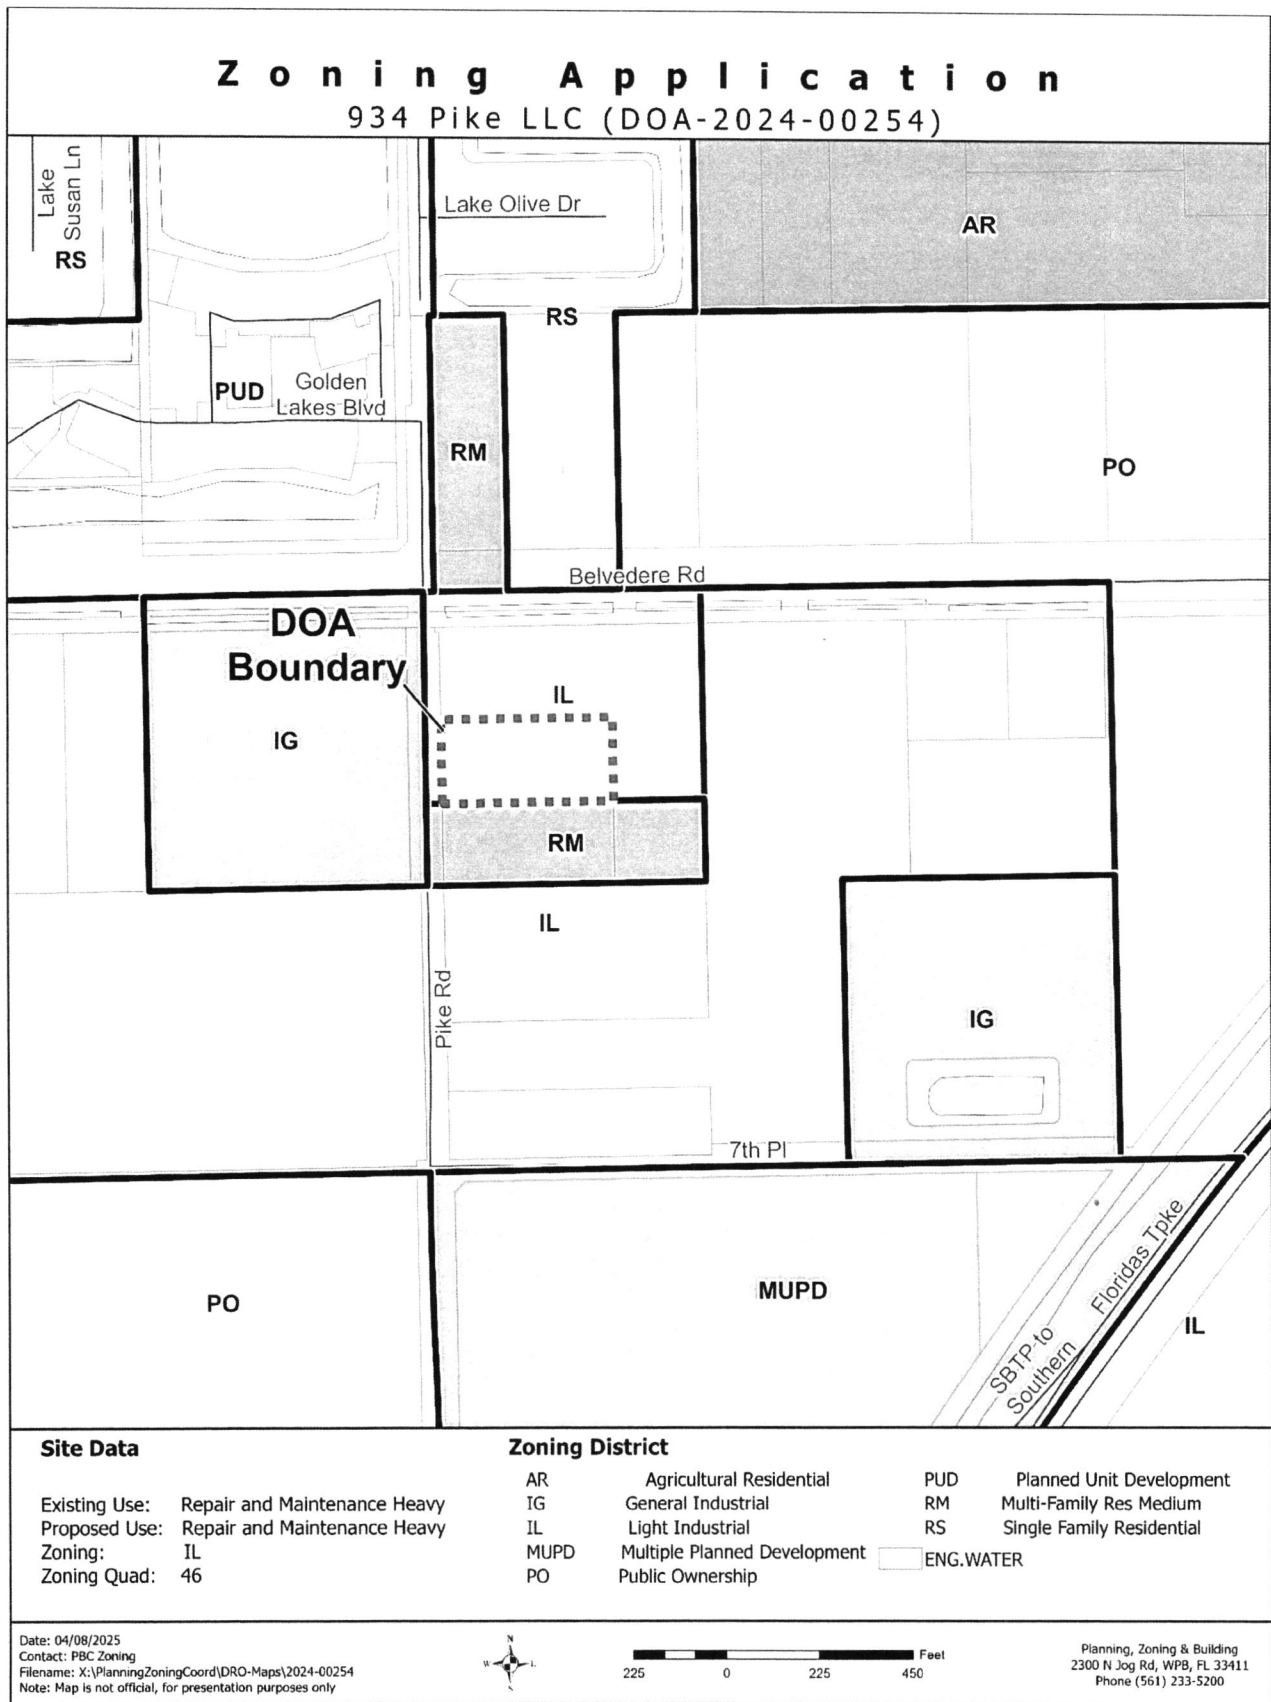 Zoning Application
934 Pike LLC (DOA-2024-00254)
Lake
Susan Ln
RS
Lake Olive Dr
AR
RS
PUD
Golden
Lakes Blvd
RM
PO
Belvedere Rd
DOA
Boundary
IL
IG
RM
IL
Pike Rd
IG
7th Pl
PO
MUPD
Floridas Tpke
SBTP-to
Southern
IL
Site Data
Existing Use: Repair and Maintenance Heavy
Proposed Use: Repair and Maintenance Heavy
Zoning: IL
Zoning Quad: 46
Zoning District
AR Agricultural Residential
IG General Industrial
IL Light Industrial
MUPD Multiple Planned Development
PO Public Ownership
PUD Planned Unit Development
RM Multi-Family Res Medium
RS Single Family Residential
ENG.WATER
Date: 04/08/2025
Contact: PBC Zoning
Filename: X:\PlanningZoningCoord\DRO-Maps\2024-00254
Note: Map is not official, for presentation purposes only
N
W
Feet
225 0 225 450
Planning, Zoning & Building
2300 N Jog Rd, WPB, FL 33411
Phone (561) 233-5200